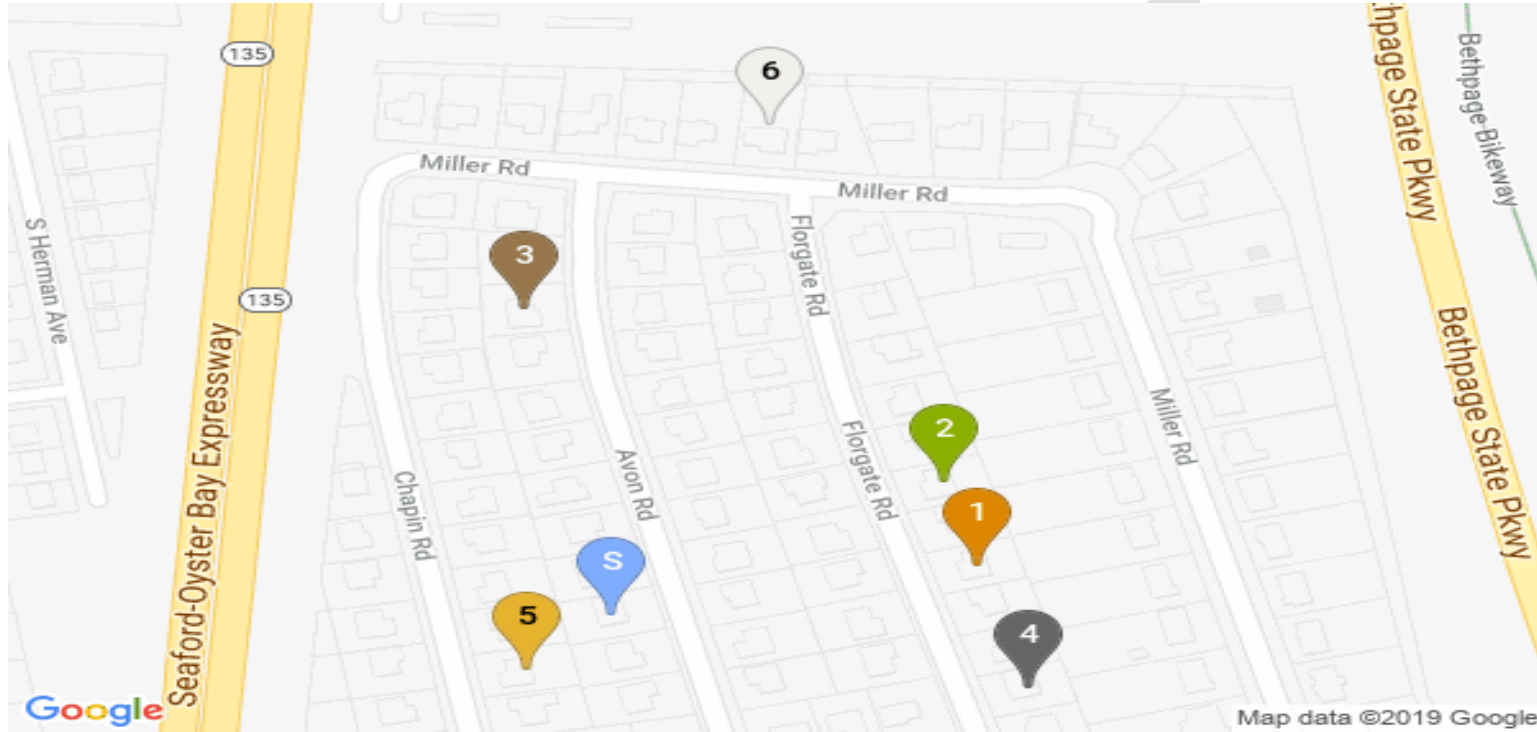 135
6
hpage State Pkwy
Bethpage Bikeway
Miller Rd
Miller Rd
S Herman Ave
Florgate Rd
3
135
Bethpage State Pkwy
Seaford-Oyster Bay Expressway
Miller Rd
2
Florgate Rd
Avon Rd
Chapin Rd
1
S
5
4
Google
Map data ©2019 Google